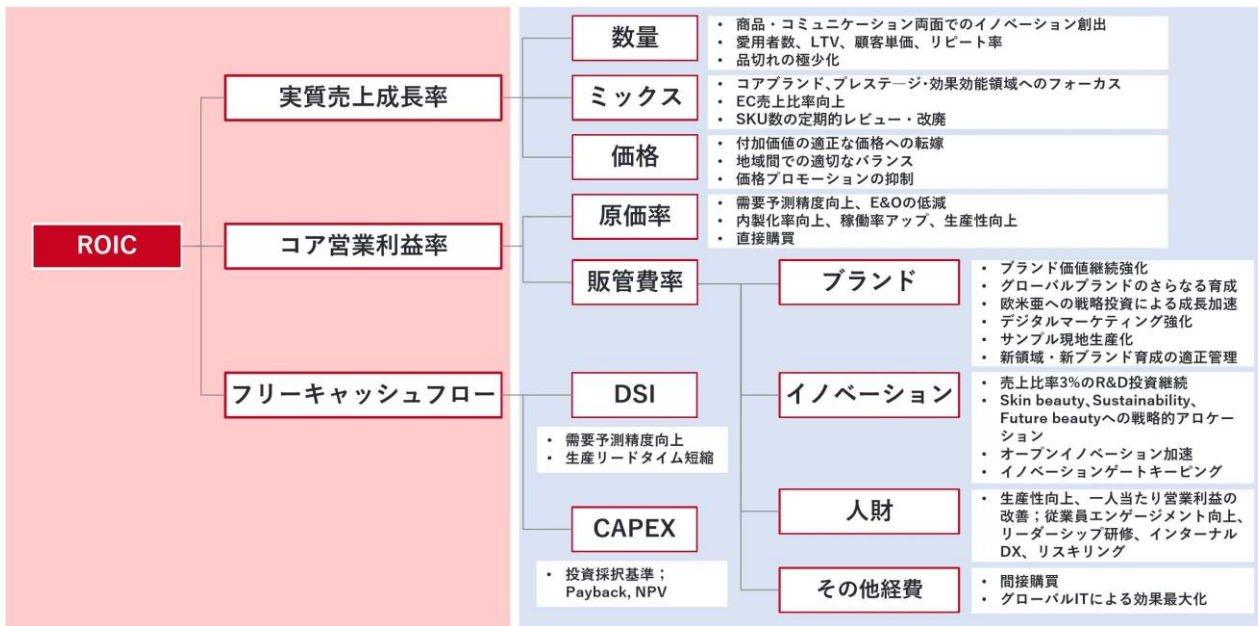 ROIC
実質売上成長率
数量
• 商品・コミュニケーション両面でのイノベーション創出
• 愛用者数、LTV、顧客単価、リピート率
• 品切れの極少化
ミックス
• コアブランド、プレステージ・効果効能領域へのフォーカス
• EC売上比率向上
• SKU数の定期的レビュー・改廃
価格
• 付加価値の適正な価格への転嫁
• 地域間での適切なバランス
• 価格プロモーションの抑制
コア営業利益率
原価率
• 需要予測精度向上、E&Oの低減
• 内製化率向上、稼働率アップ、生産性向上
• 直接購買
販管費率
ブランド
• ブランド価値継続強化
• グローバルブランドのさらなる育成
• 欧米亜への戦略投資による成長加速
• デジタルマーケティング強化
• サンプル現地生産化
• 新領域・新ブランド育成の適正管理
イノベーション
• 売上比率3%のR&D投資継続
• Skin beauty、Sustainability、
Future beautyへの戦略的アロケー
ション
• オープンイノベーション加速
• イノベーションゲートキーピング
人財
• 生産性向上、一人当たり営業利益の
改善；従業員エンゲージメント向上、
リーダーシップ研修、インターナル
DX、リスキリング
その他経費
• 間接購買
• グローバルITによる効果最大化
フリーキャッシュフロー
DSI
• 需要予測精度向上
• 生産リードタイム短縮
CAPEX
• 投資採択基準；
Payback, NPV